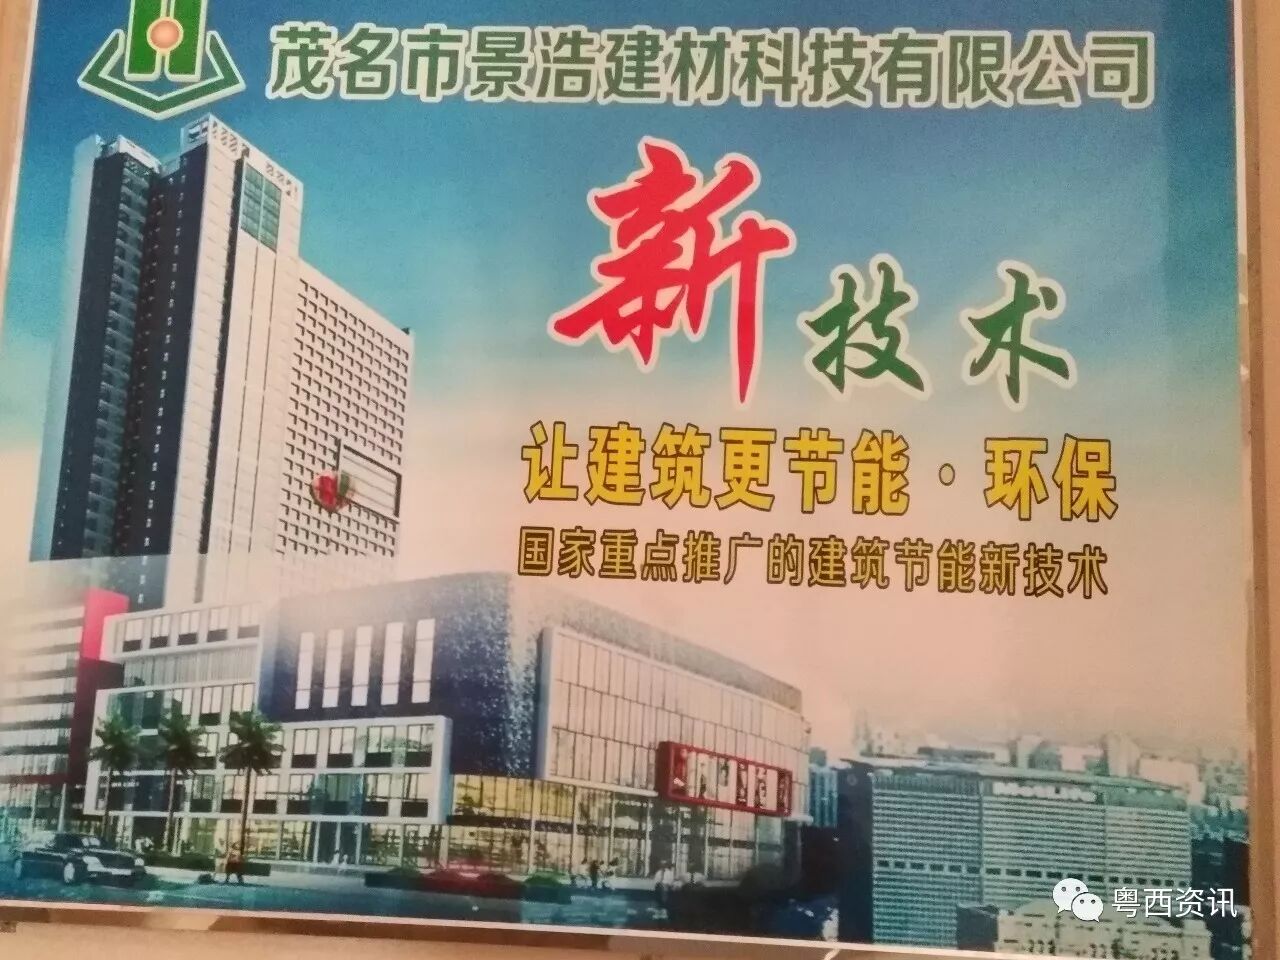 茂名市景浩建材科技有限公司
新技术
让建筑更节能·环保
国家重点推广的建筑节能新技术
MetLife
粤西资讯